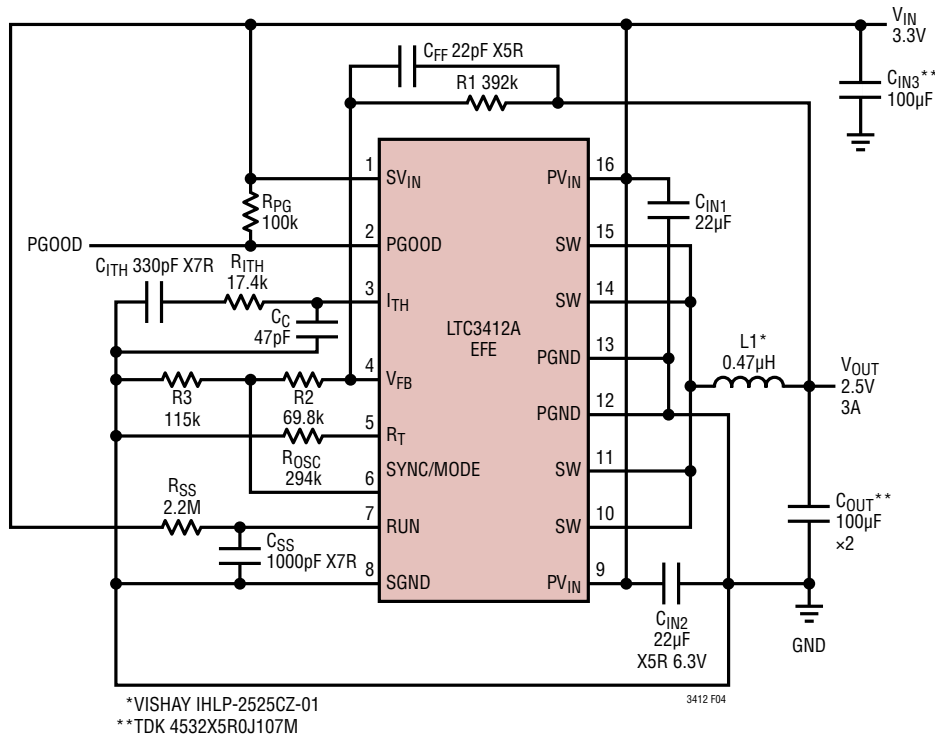 VIN
3.3V
CFF 22pF X5R
R1 392k
CIN3**
100µF
1
SVIN
PVIN
16
RPG
100k
CIN1
22µF
PGOOD
2
PGOOD
SW
15
CITH 330pF X7R
RITH
17.4k
3
ITH
SW
14
CC
47pF
LTC3412A
EFE
PGND
13
L1*
0.47µH
VOUT
2.5V
3A
4
VFB
R3
115k
R2
69.8k
PGND
12
5
RT
ROSC
294k
6
SYNC/MODE
SW
11
RSS
2.2M
7
RUN
SW
10
COUT**
100µF
×2
CSS
1000pF X7R
8
SGND
PVIN
9
CIN2
22µF
X5R 6.3V
GND
*VISHAY IHLP-2525CZ-01
**TDK 4532X5R0J107M
3412 F04